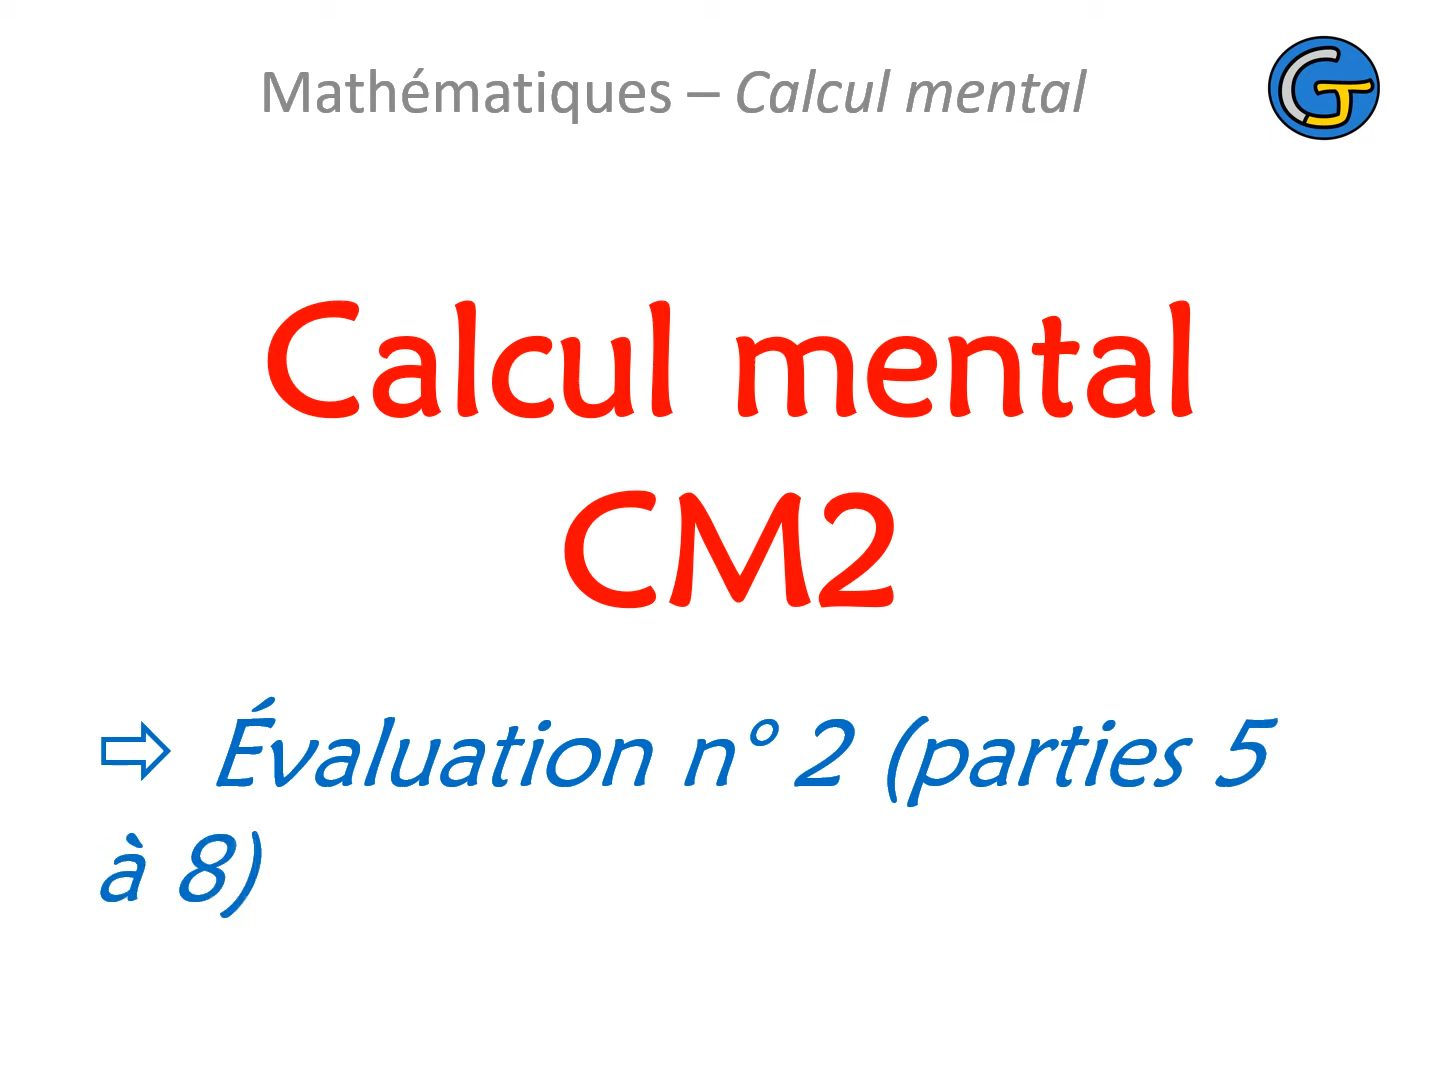 Mathématiques – Calcul mental
Calcul mental
CM2
⇨ Évaluation n° 2 (parties 5
à 8)